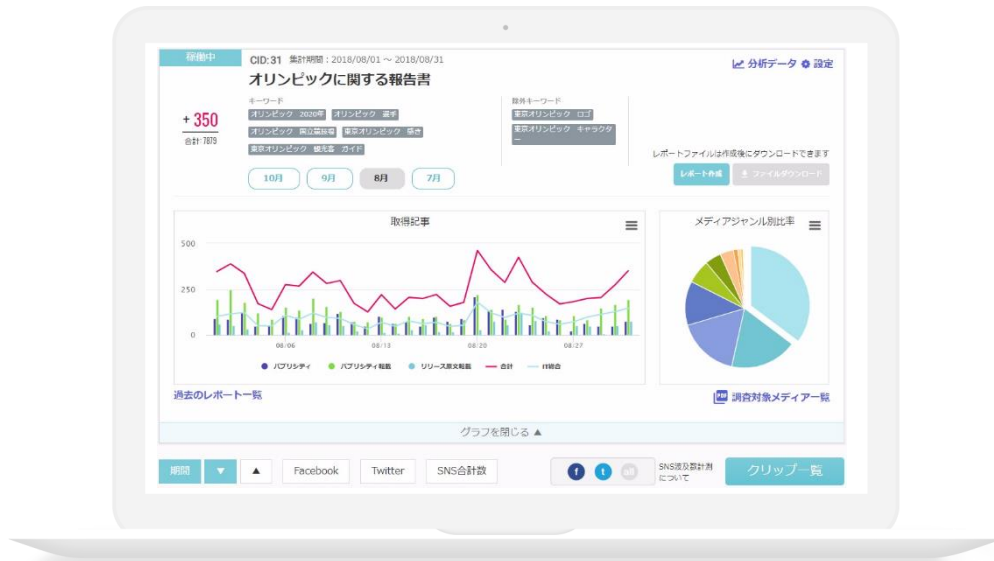 稼働中
CID:31 集計期間：2018/08/01 〜 2018/08/31
分析データ 設定
オリンピックに関する報告書
キーワード
除外キーワード
+ 350
合計: 7879
オリンピック 2020年 オリンピック 選手
オリンピック 国立競技場 東京オリンピック 暑さ
東京オリンピック 観光客 ガイド
東京オリンピック ロゴ
東京オリンピック キャラクター
レポートファイルは作成後にダウンロードできます
レポート作成 ファイルダウンロード
10月 9月 8月 7月
取得記事
メディアジャンル別比率
500
250
0
08/06 08/13 08/20 08/27
パブリシティ パブリシティ転載 リリース原文転載 合計 IT総合
過去のレポート一覧
調査対象メディア一覧
グラフを閉じる ▲
期間 ▼ ▲ Facebook Twitter SNS合計数
f t all
SNS波及数計測
について
クリップ一覧